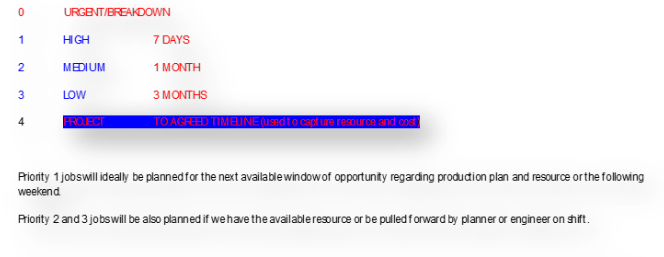 0 URGENT/BREAKDOWN
1 HIGH 7 DAYS
2 MEDIUM 1 MONTH
3 LOW 3 MONTHS
4 PROJECT TO AGREED TIMELINE (used to capture resource and cost)
Priority 1 jobs will ideally be planned for the next available window of opportunity regarding production plan and resource or the following
weekend.
Priority 2 and 3 jobs will be also planned if we have the available resource or be pulled forward by planner or engineer on shift.